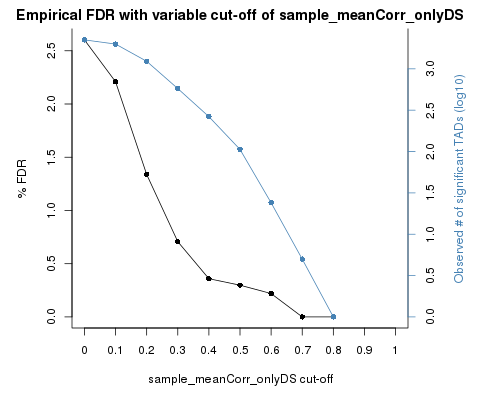 Empirical FDR with variable cut-off of sample_meanCorr_onlyDS
% FDR
2.5
2.0
1.5
1.0
0.5
0.0
3.0
2.5
2.0
1.5
1.0
0.5
0.0
Observed # of significant TADs (log10)
0 0.1 0.2 0.3 0.4 0.5 0.6 0.7 0.8 0.9 1
sample_meanCorr_onlyDS cut-off